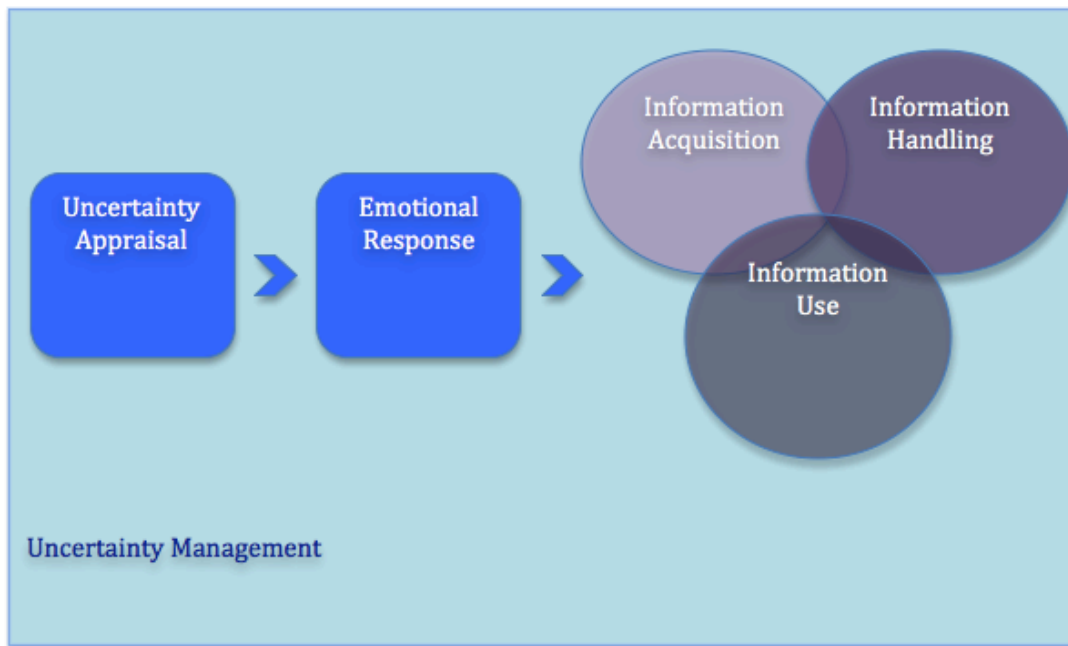 Uncertainty
Appraisal
Emotional
Response
Information
Acquisition
Information
Handling
Information
Use
Uncertainty Management